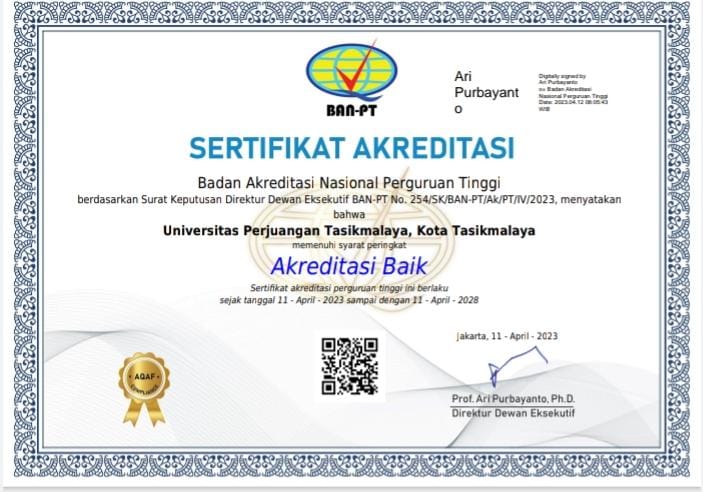 BAN-PT
Ari
Purbayant
o
Digitally signed by
Ari Purbayanto
ou Badan Akreditasi
Nasional Perguruan Tinggi
Date: 2023.04.12 08:05:43
WIB
SERTIFIKAT AKREDITASI
Badan Akreditasi Nasional Perguruan Tinggi
berdasarkan Surat Keputusan Direktur Dewan Eksekutif BAN-PT No. 254/SK/BAN-PT/Ak/PT/IV/2023, menyatakan
bahwa
Universitas Perjuangan Tasikmalaya, Kota Tasikmalaya
memenuhi syarat peringkat
Akreditasi Baik
Sertifikat akreditasi perguruan tinggi ini berlaku
sejak tanggal 11 - April - 2023 sampai dengan 11 - April - 2028
Jakarta, 11 - April - 2023
AQAF
COMPLIANCE
Prof. Ari Purbayanto, Ph.D.
Direktur Dewan Eksekutif